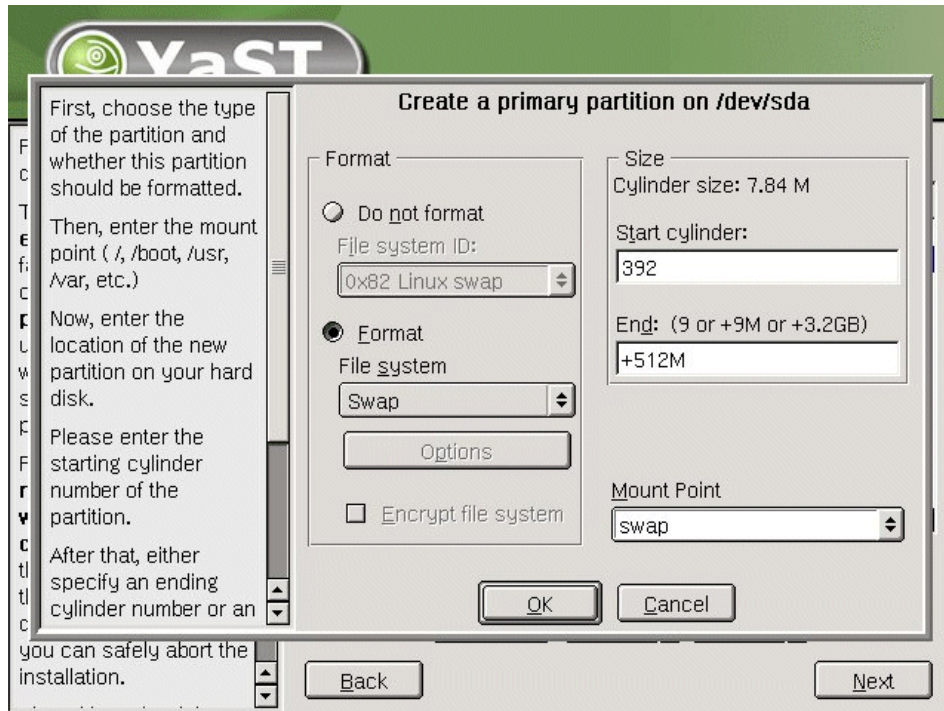 YaST
Create a primary partition on /dev/sda
First, choose the type
of the partition and
whether this partition
should be formatted.
Then, enter the mount
point ( /, /boot, /usr,
/var, etc.)
Now, enter the
location of the new
partition on your hard
disk.
Please enter the
starting cylinder
number of the
partition.
After that, either
specify an ending
cylinder number or an
Format
Do not format
File system ID:
0x82 Linux swap
Format
File system
Swap
Options
Encrypt file system
Size
Cylinder size: 7.84 M
Start cylinder:
392
End: (9 or +9M or +3.2GB)
+512M
Mount Point
swap
OK
Cancel
you can safely abort the
installation.
Back
Next